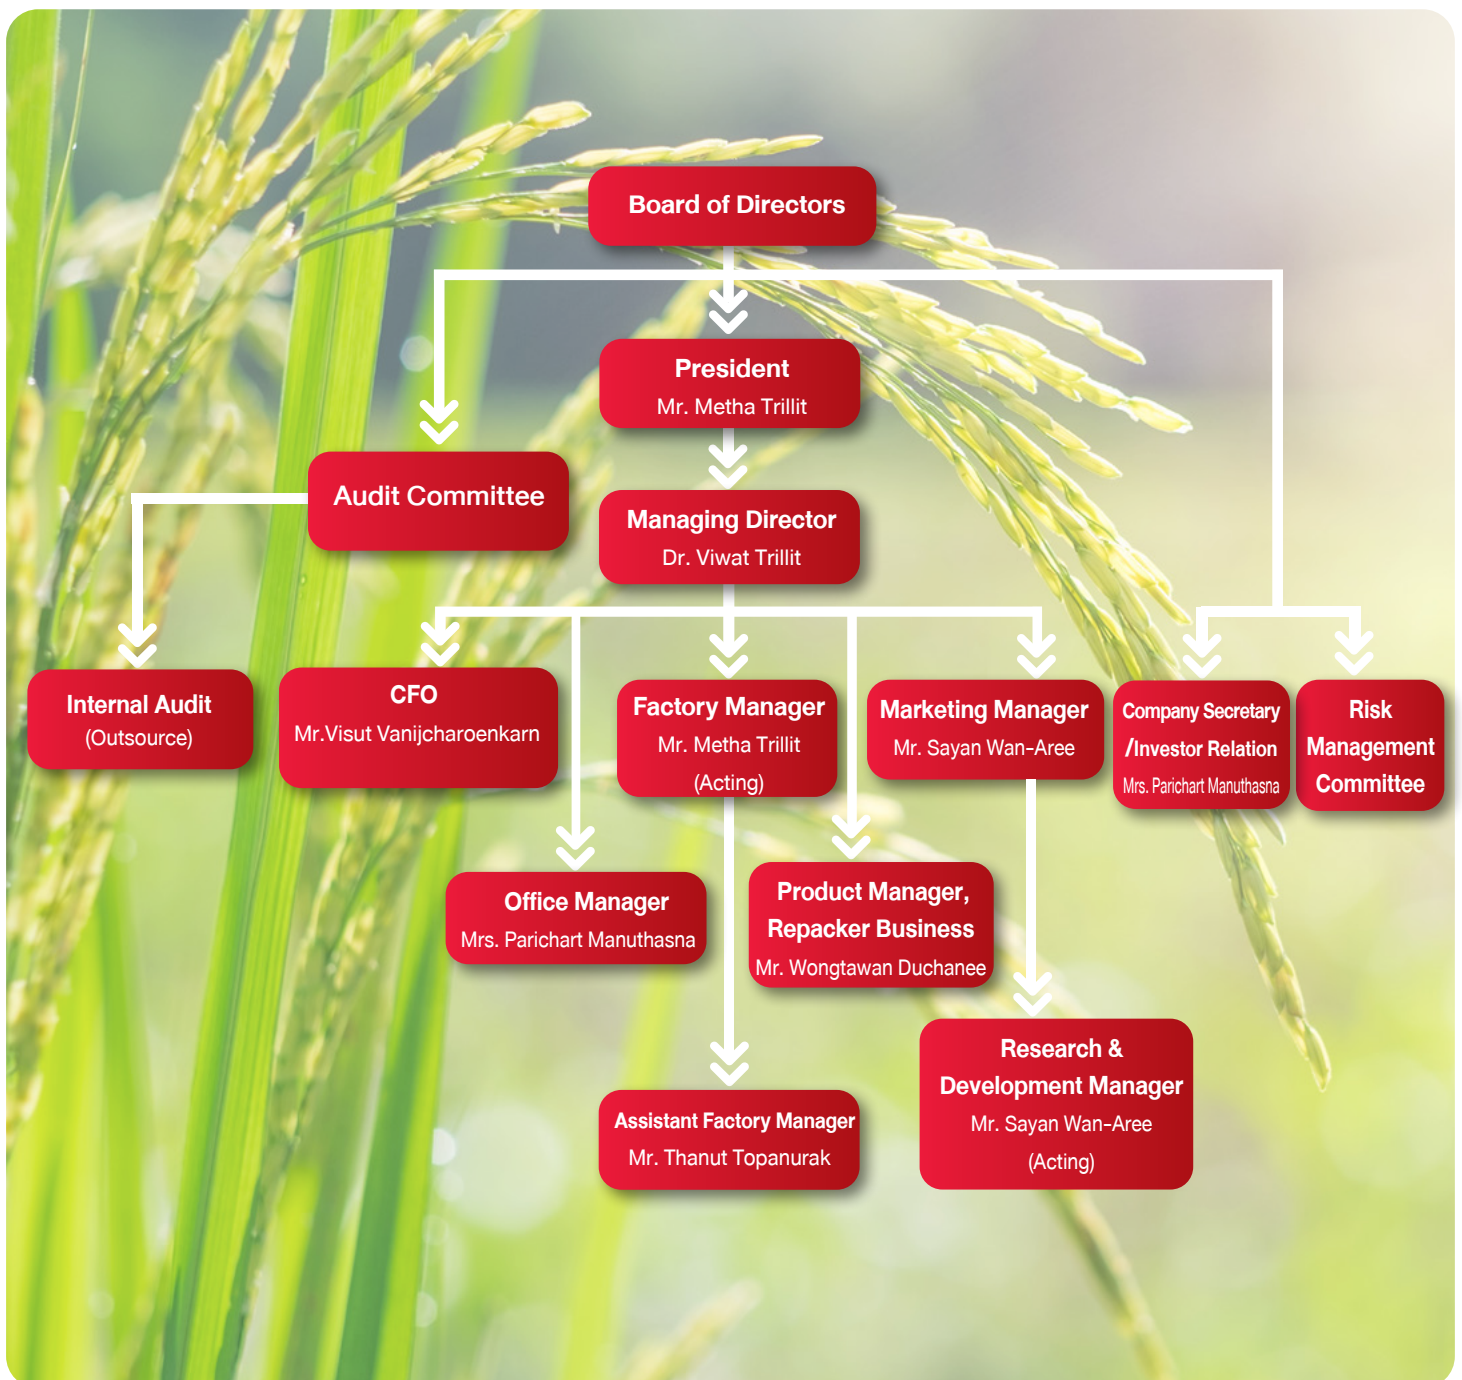 Board of Directors
President
Mr. Metha Trillit
Audit Committee
Managing Director
Dr. Viwat Trillit
Internal Audit
(Outsource)
CFO
Mr.Visut Vanijcharoenkarn
Factory Manager
Mr. Metha Trillit
(Acting)
Marketing Manager
Mr. Sayan Wan-Aree
Company Secretary
/Investor Relation
Mrs. Parichart Manuthasna
Risk
Management
Committee
Office Manager
Mrs. Parichart Manuthasna
Product Manager,
Repacker Business
Mr. Wongtawan Duchanee
Research &
Development Manager
Mr. Sayan Wan-Aree
(Acting)
Assistant Factory Manager
Mr. Thanut Topanurak